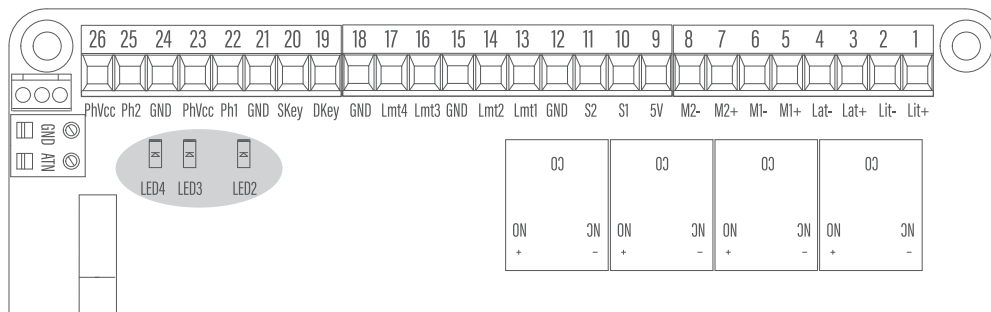 26 25 24 23 22 21 20 19 18 17 16 15 14 13 12 11 10 9 8 7 6 5 4 3 2 1
PhVcc Ph2 GND PhVcc Ph1 GND SKey DKey GND Lmt4 Lmt3 GND Lmt2 Lmt1 GND S2 S1 5V M2- M2+ M1- M1+ Lat- Lat+ Lit- Lit+
GND
ATN
LED4 LED3 LED2
CO CO CO CO
NO NC NO NC NO NC NO NC
+ - + - + - + -